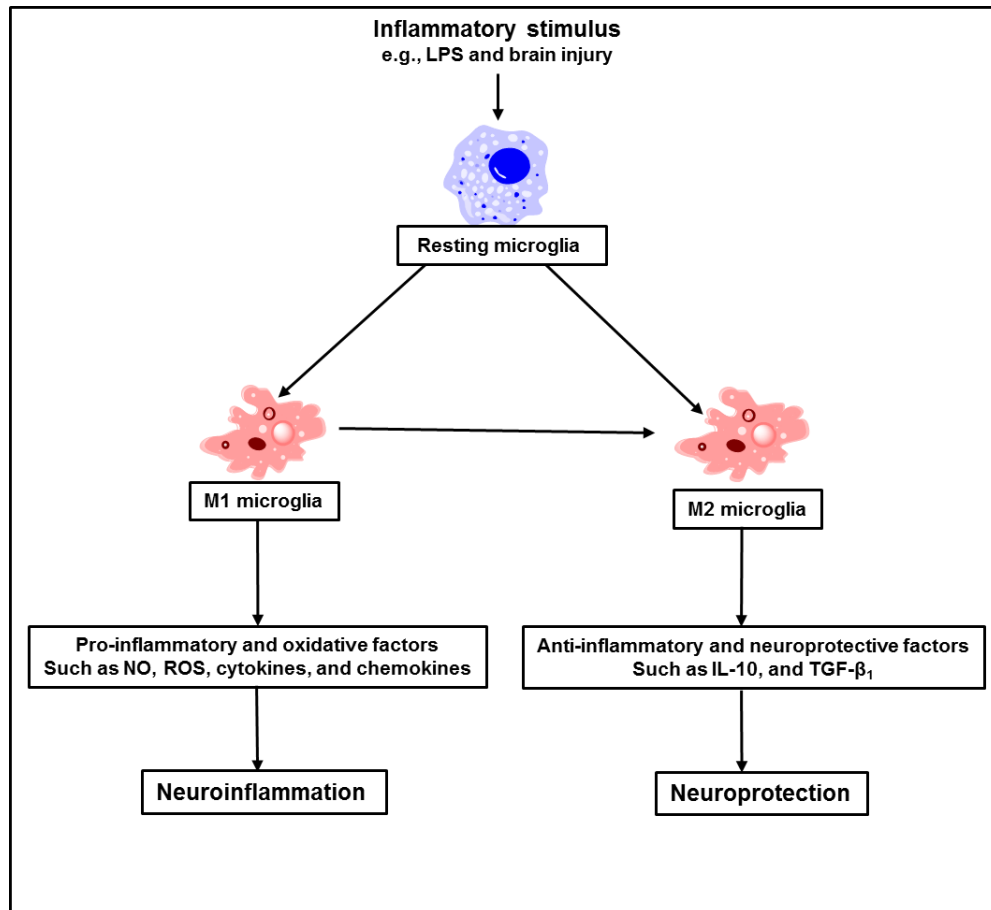 Inflammatory stimulus
e.g., LPS and brain injury
Resting microglia
M1 microglia
M2 microglia
Pro-inflammatory and oxidative factors
Such as NO, ROS, cytokines, and chemokines
Anti-inflammatory and neuroprotective factors
Such as IL-10, and TGF-β₁
Neuroinflammation
Neuroprotection